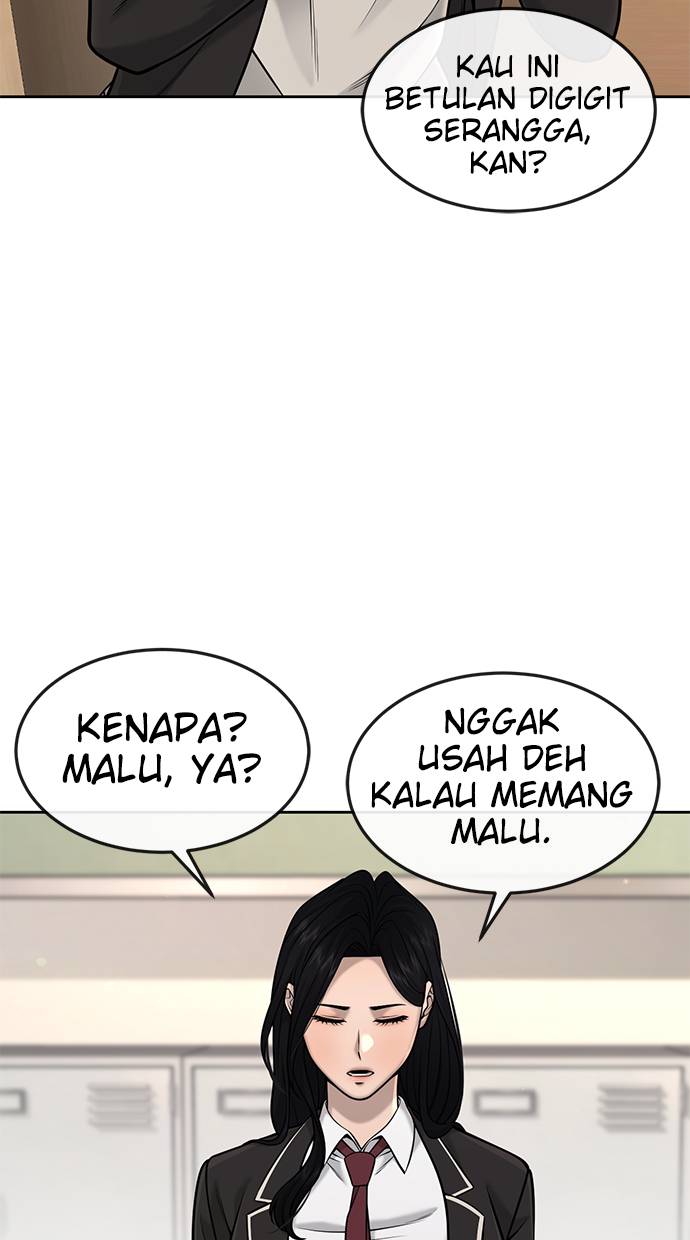 KAU INI
BETULAN DIGIGIT
SERANGGA,
KAN?
KENAPA?
MALU, YA?
NGGAK
USAH DEH
KALAU MEMANG
MALU.